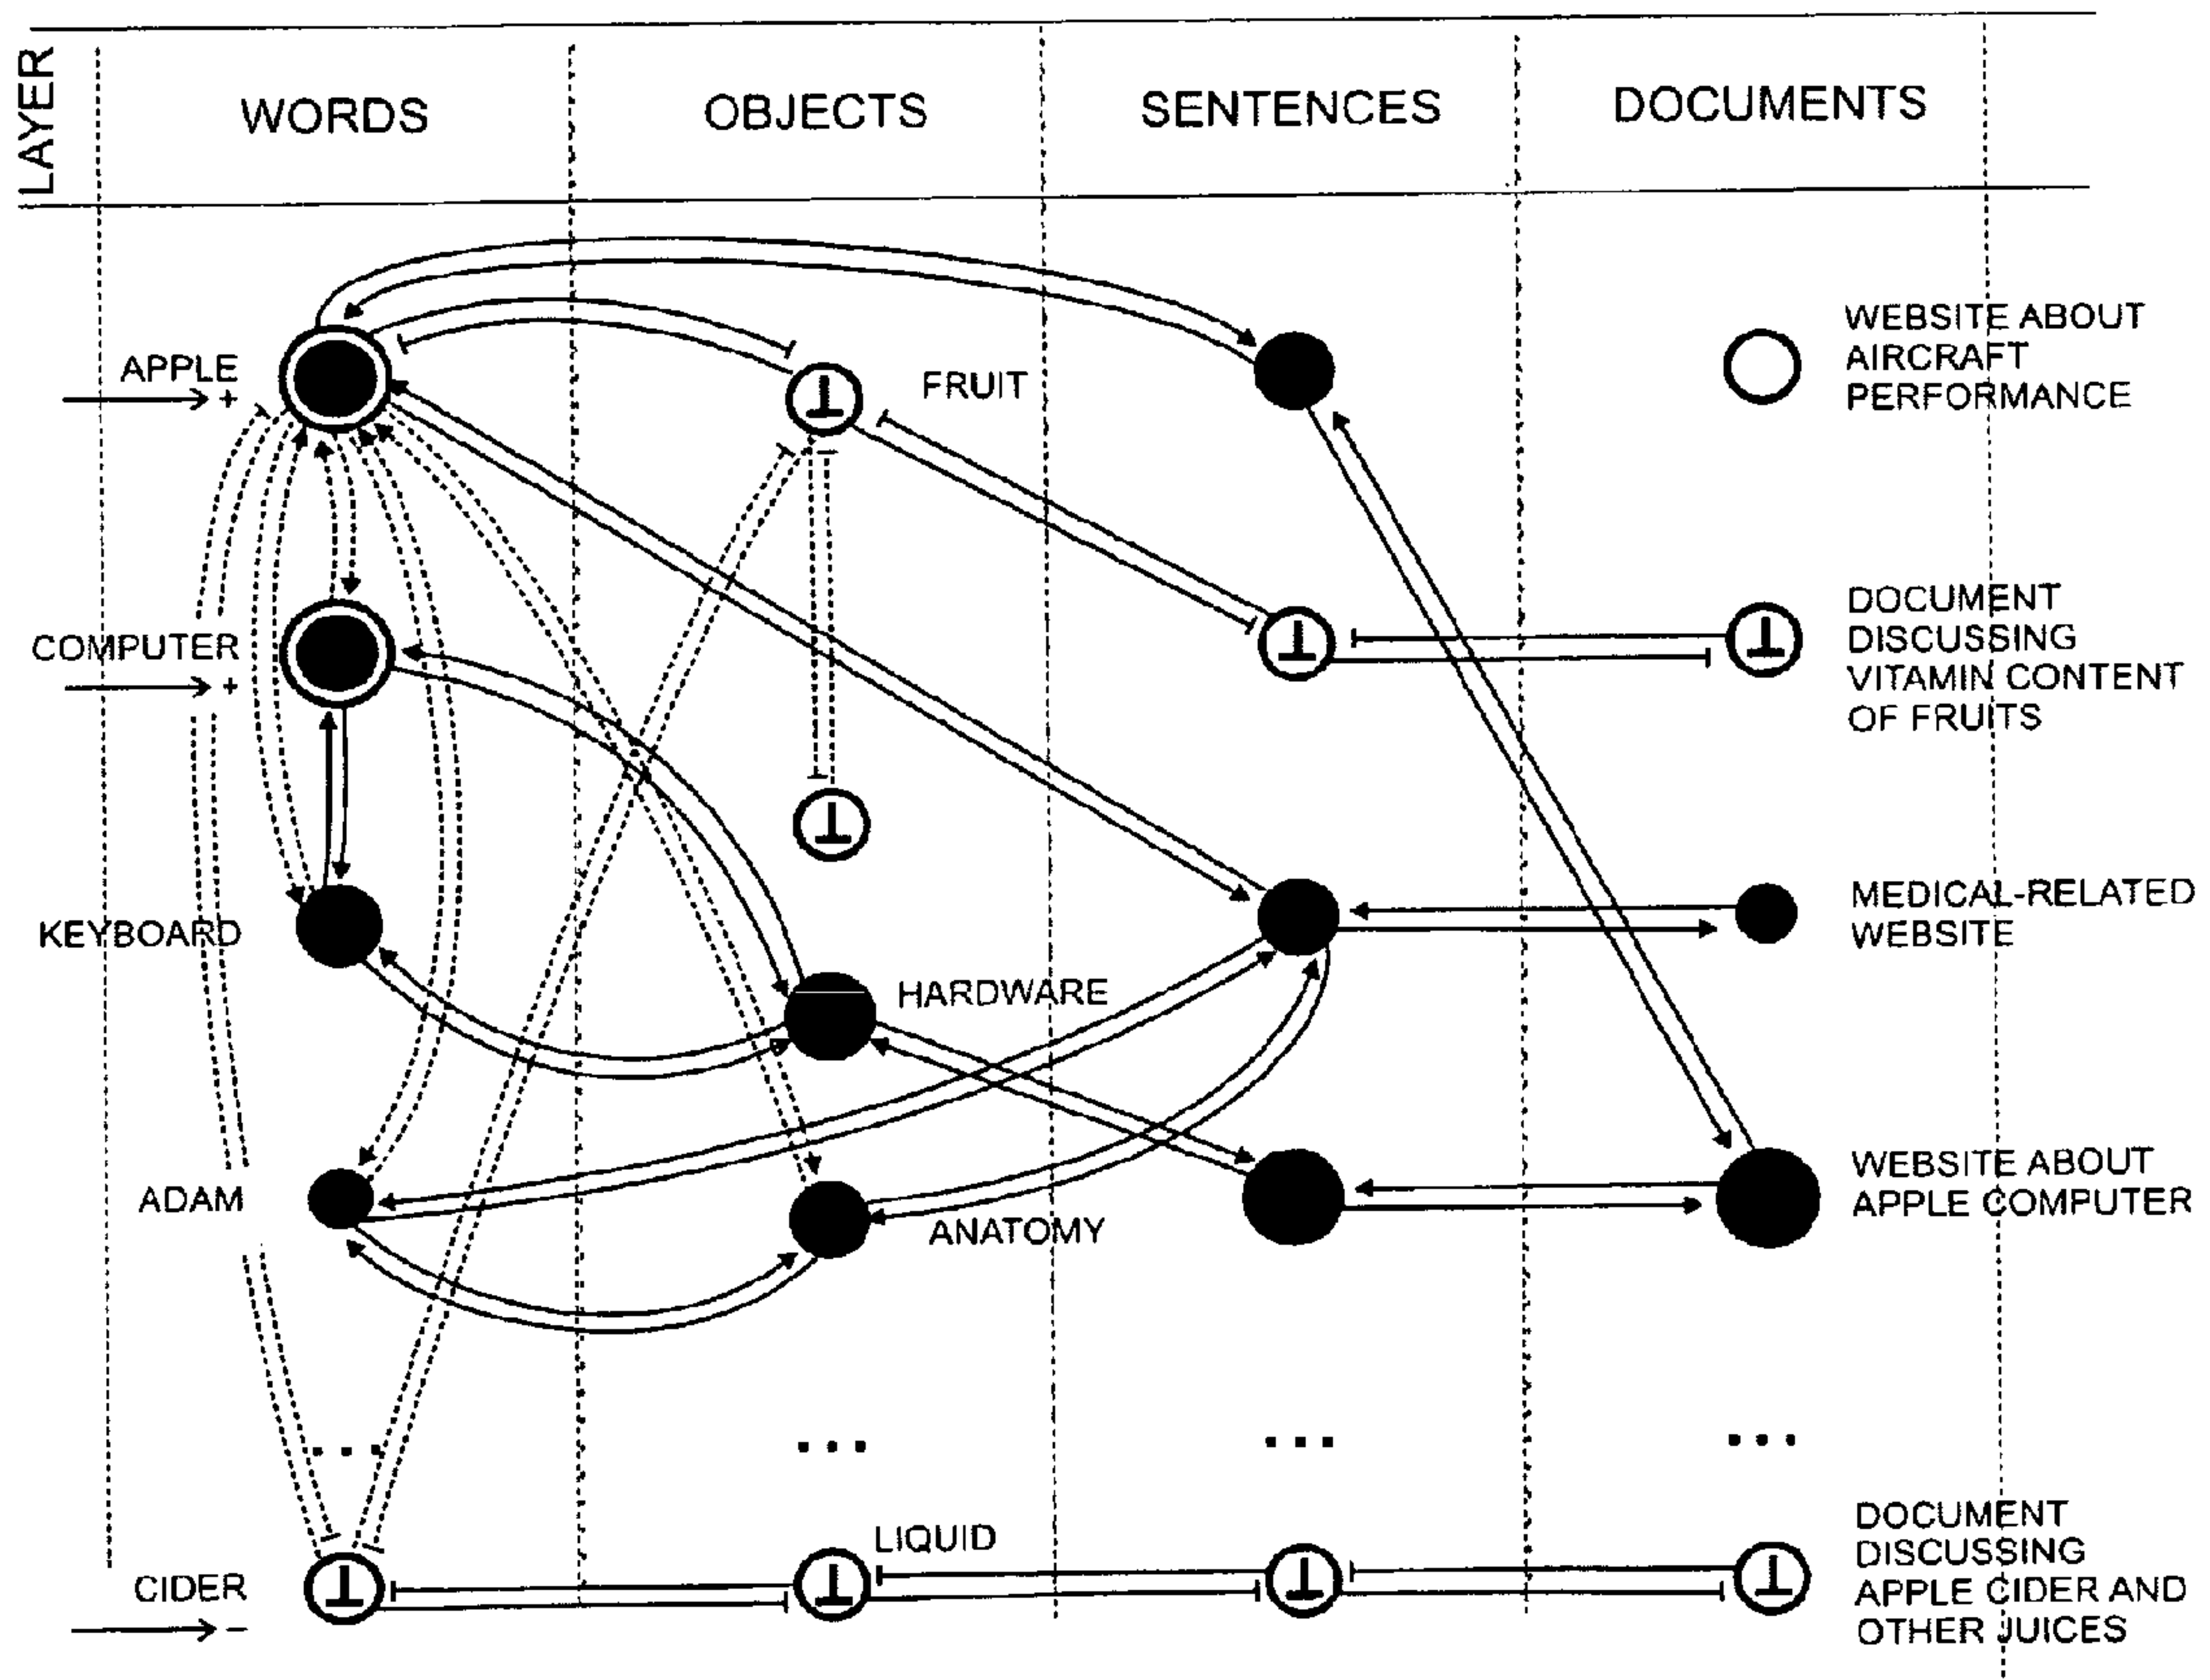 LAYER
WORDS
OBJECTS
SENTENCES
DOCUMENTS
APPLE
+
FRUIT
WEBSITE ABOUT
AIRCRAFT
PERFORMANCE
COMPUTER
+
DOCUMENT
DISCUSSING
VITAMIN CONTENT
OF FRUITS
KEYBOARD
HARDWARE
MEDICAL-RELATED
WEBSITE
ADAM
ANATOMY
WEBSITE ABOUT
APPLE COMPUTER
...
...
...
...
CIDER
–
LIQUID
DOCUMENT
DISCUSSING
APPLE CIDER AND
OTHER JUICES